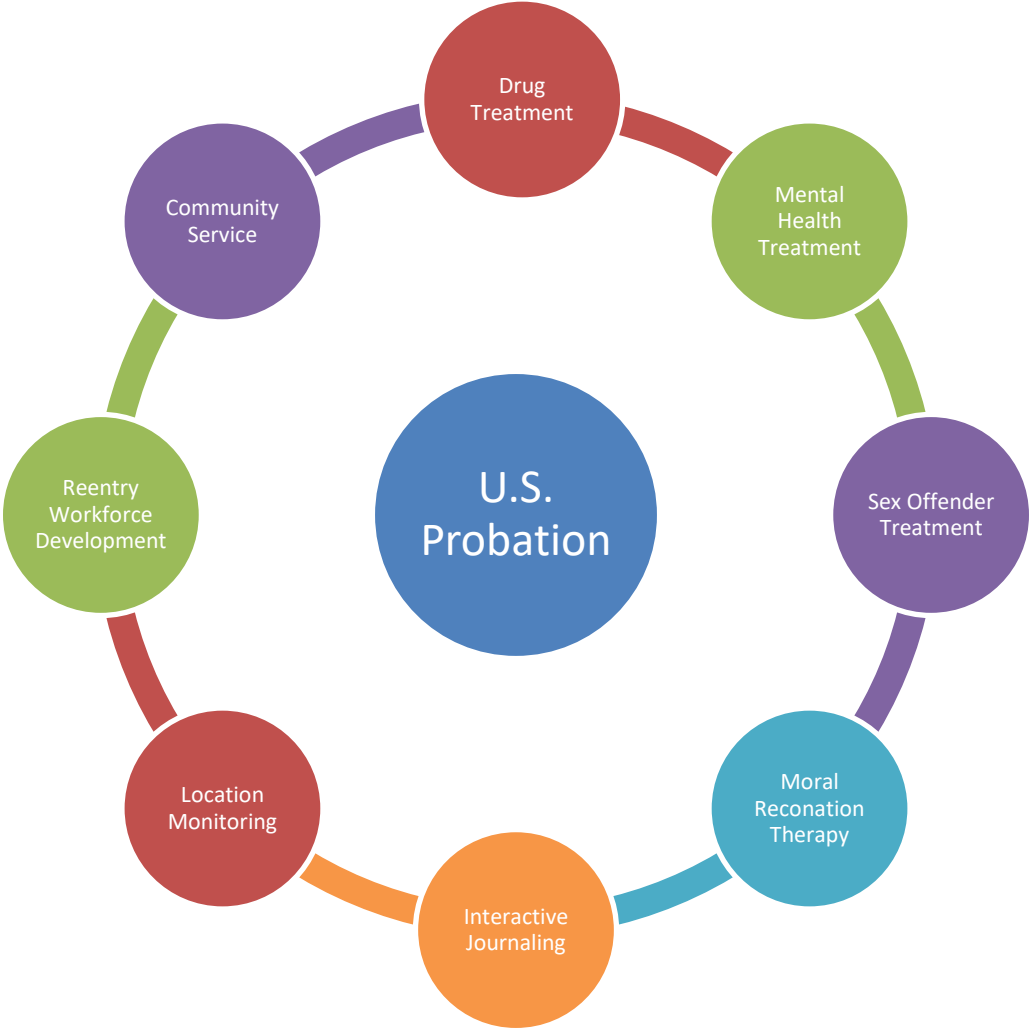 Drug
Treatment
Mental
Health
Treatment
Sex Offender
Treatment
Moral
Reconation
Therapy
Interactive
Journaling
Location
Monitoring
Reentry
Workforce
Development
Community
Service
U.S.
Probation